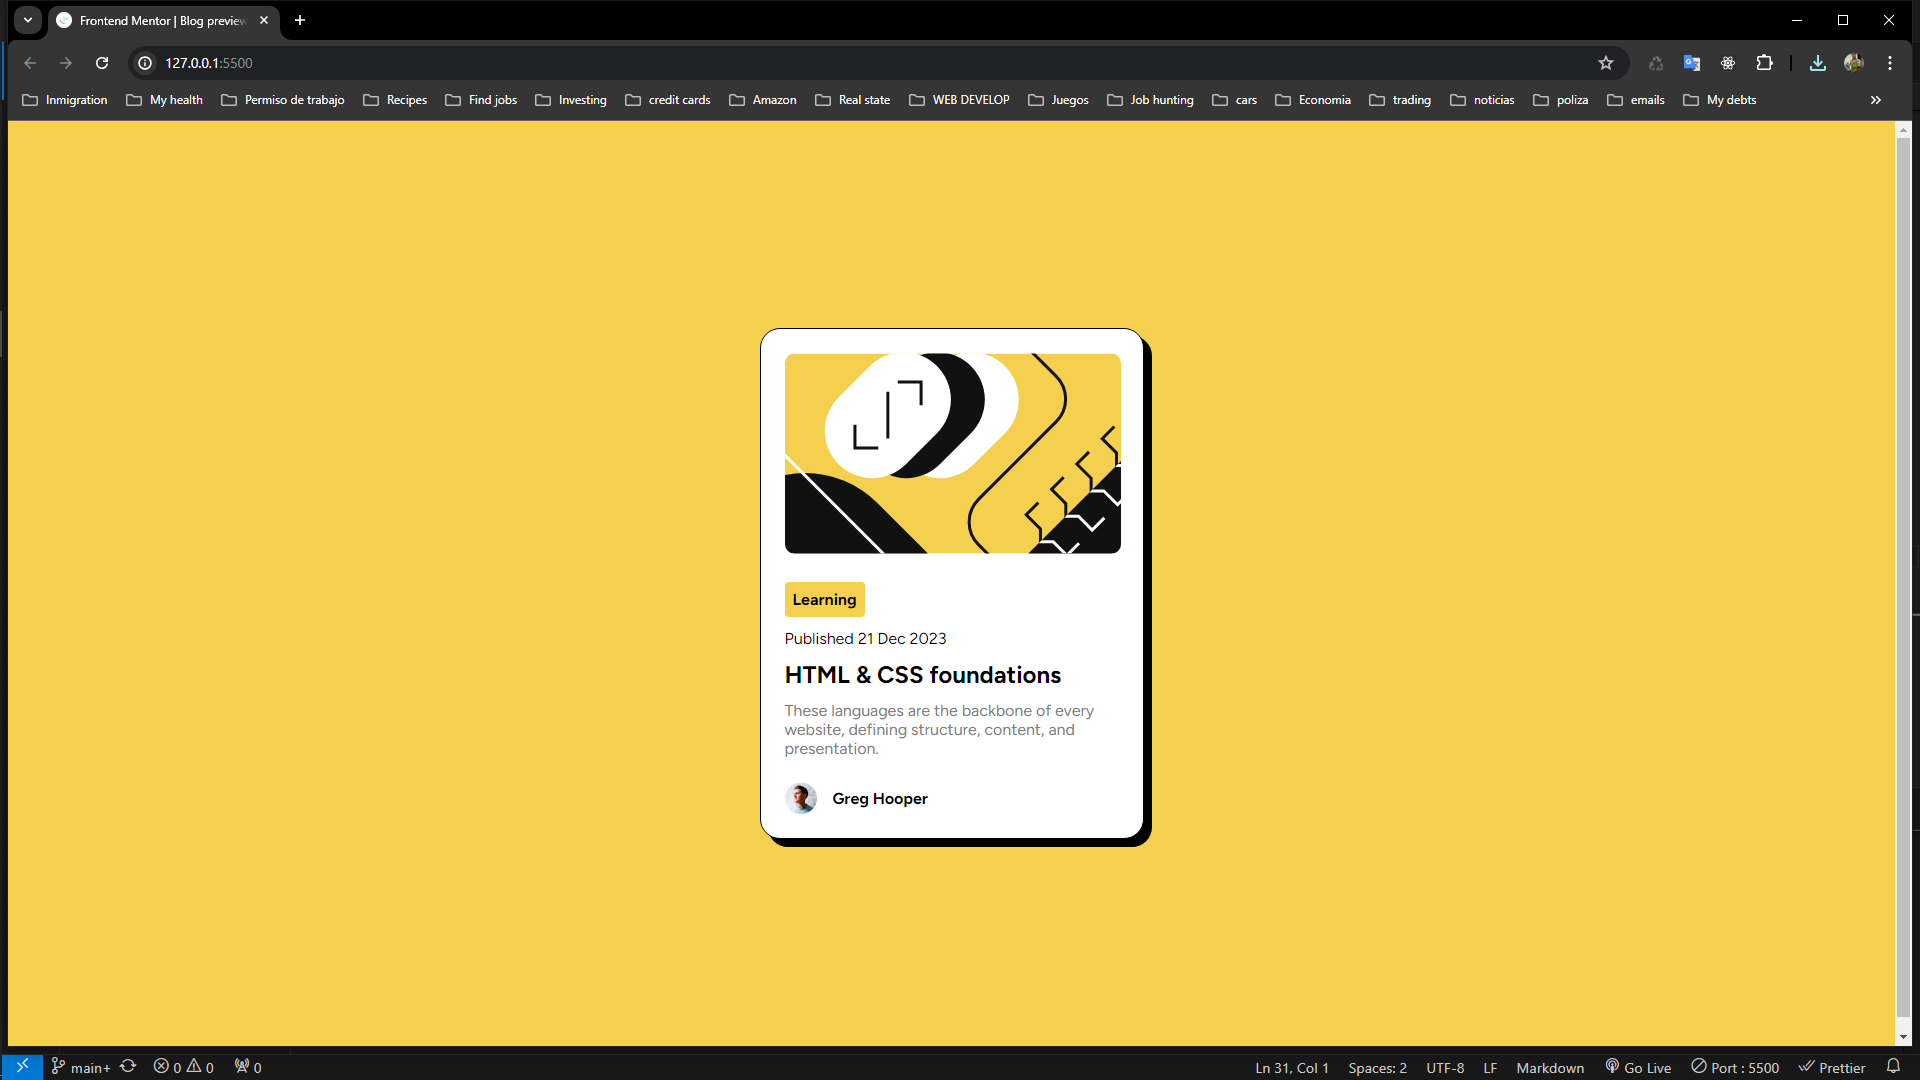 Frontend Mentor | Blog preview
127.0.0.1:5500
Inmigration My health Permiso de trabajo Recipes Find jobs Investing credit cards Amazon Real state WEB DEVELOP Juegos Job hunting cars Economia trading noticias poliza emails My debts
Learning
Published 21 Dec 2023
HTML & CSS foundations
These languages are the backbone of every
website, defining structure, content, and
presentation.
Greg Hooper
main+ 0 0 0 Ln 31, Col 1 Spaces: 2 UTF-8 LF Markdown Go Live Port : 5500 Prettier